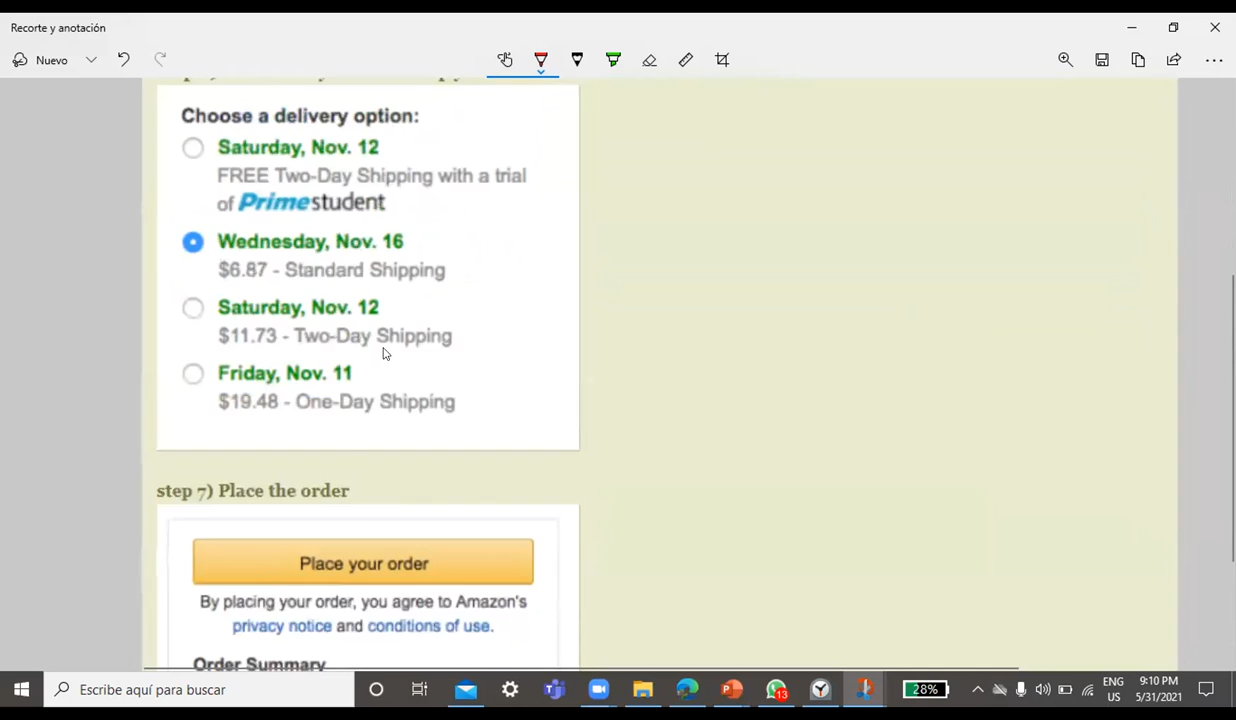 Recorte y anotación
Nuevo
Choose a delivery option:
Saturday, Nov. 12
FREE Two-Day Shipping with a trial
of Primestudent
Wednesday, Nov. 16
$6.87 - Standard Shipping
Saturday, Nov. 12
$11.73 - Two-Day Shipping
Friday, Nov. 11
$19.48 - One-Day Shipping
step 7) Place the order
Place your order
By placing your order, you agree to Amazon's
privacy notice and conditions of use.
Order Summary
Escribe aquí para buscar
13
28%
ENG
US
9:10 PM
5/31/2021